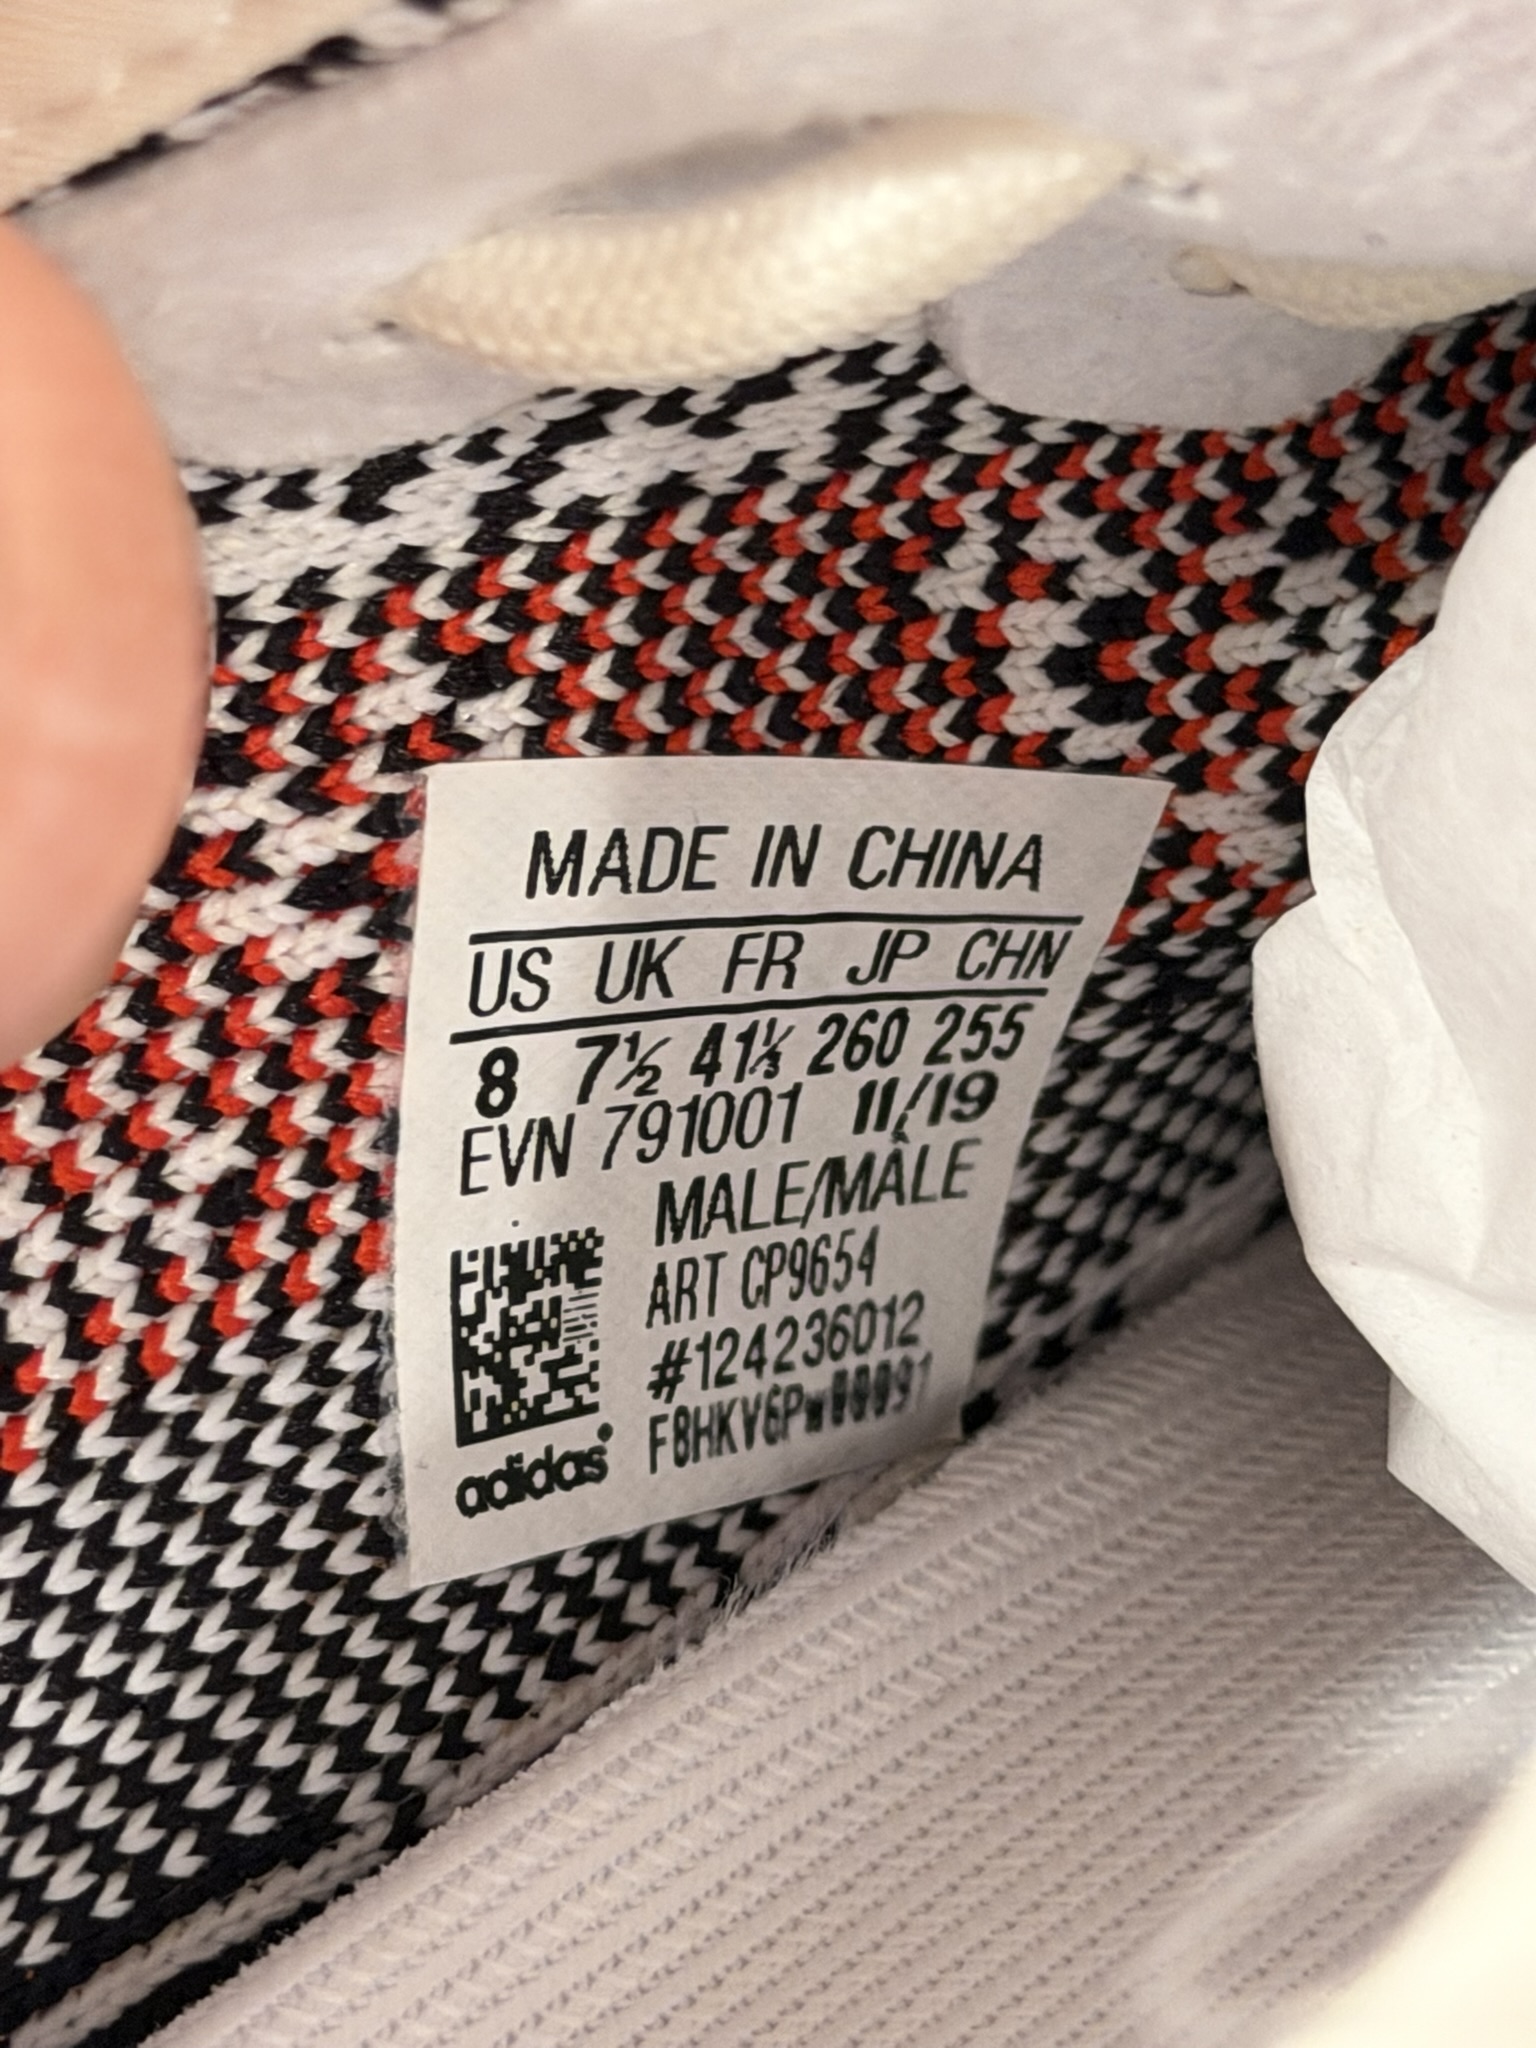 MADE IN CHINA
US UK FR JP CHN
8 7½ 41⅓ 260 255
EVN 791001 11/19
MALE/MÂLE
ART CP9654
#124236012
adidas®